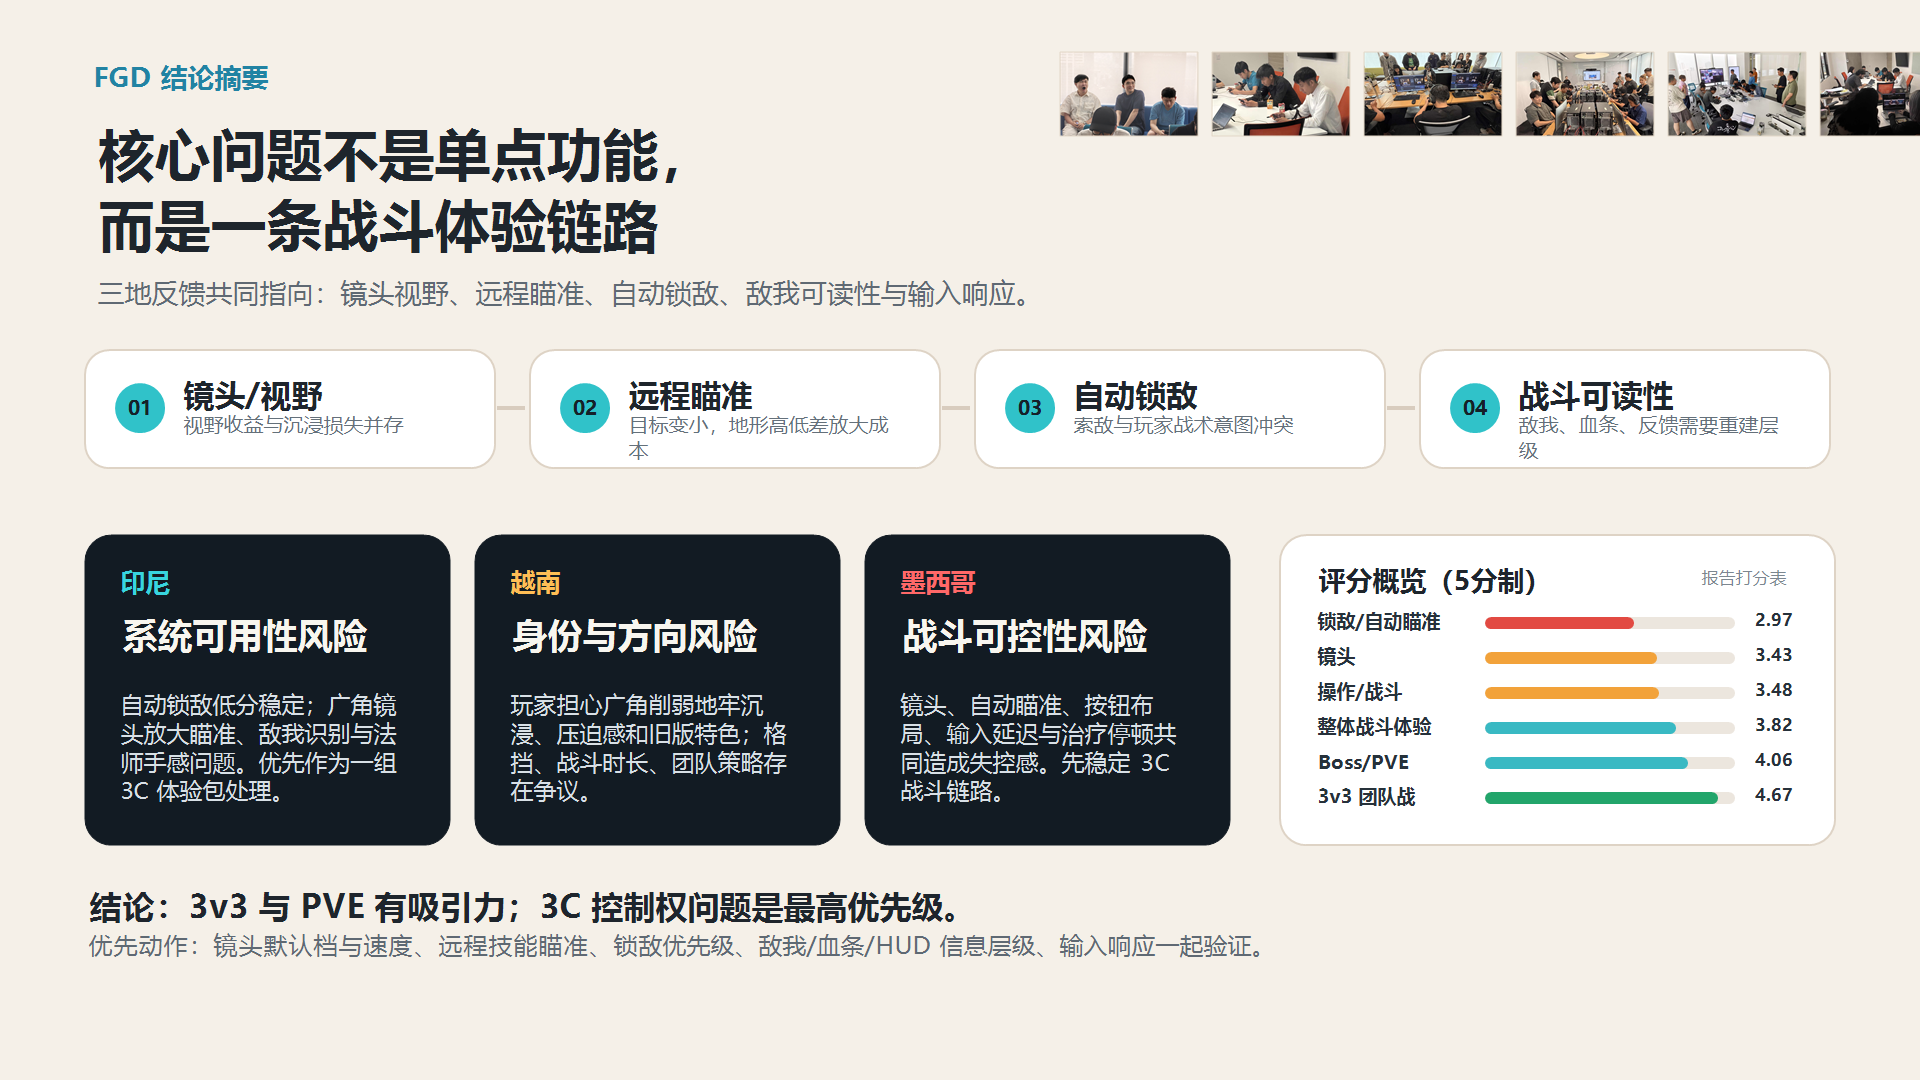 FGD 结论摘要
核心问题不是单点功能，
而是一条战斗体验链路
三地反馈共同指向：镜头视野、远程瞄准、自动锁敌、敌我可读性与输入响应。
01
镜头/视野
视野收益与沉浸损失并存
02
远程瞄准
目标变小，地形高低差放大成
本
03
自动锁敌
索敌与玩家战术意图冲突
04
战斗可读性
敌我、血条、反馈需要重建层
级
印尼
系统可用性风险
自动锁敌低分稳定；广角镜
头放大瞄准、敌我识别与法
师手感问题。优先作为一组
3C 体验包处理。
越南
身份与方向风险
玩家担心广角削弱地牢沉
浸、压迫感和旧版特色；格
挡、战斗时长、团队策略存
在争议。
墨西哥
战斗可控性风险
镜头、自动瞄准、按钮布
局、输入延迟与治疗停顿共
同造成失控感。先稳定 3C
战斗链路。
评分概览（5分制）
报告打分表
锁敌/自动瞄准 2.97
镜头 3.43
操作/战斗 3.48
整体战斗体验 3.82
Boss/PVE 4.06
3v3 团队战 4.67
结论：3v3 与 PVE 有吸引力；3C 控制权问题是最高优先级。
优先动作：镜头默认档与速度、远程技能瞄准、锁敌优先级、敌我/血条/HUD 信息层级、输入响应一起验证。